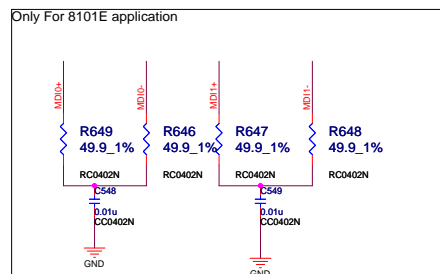 Only For 8101E application
MDI0+
MDI0-
MDI1+
MDI1-
R649
R646
R647
R648
49.9_1%
49.9_1%
49.9_1%
49.9_1%
RC0402N
RC0402N
RC0402N
RC0402N
C548
C549
0.01u
0.01u
CC0402N
CC0402N
GND
GND